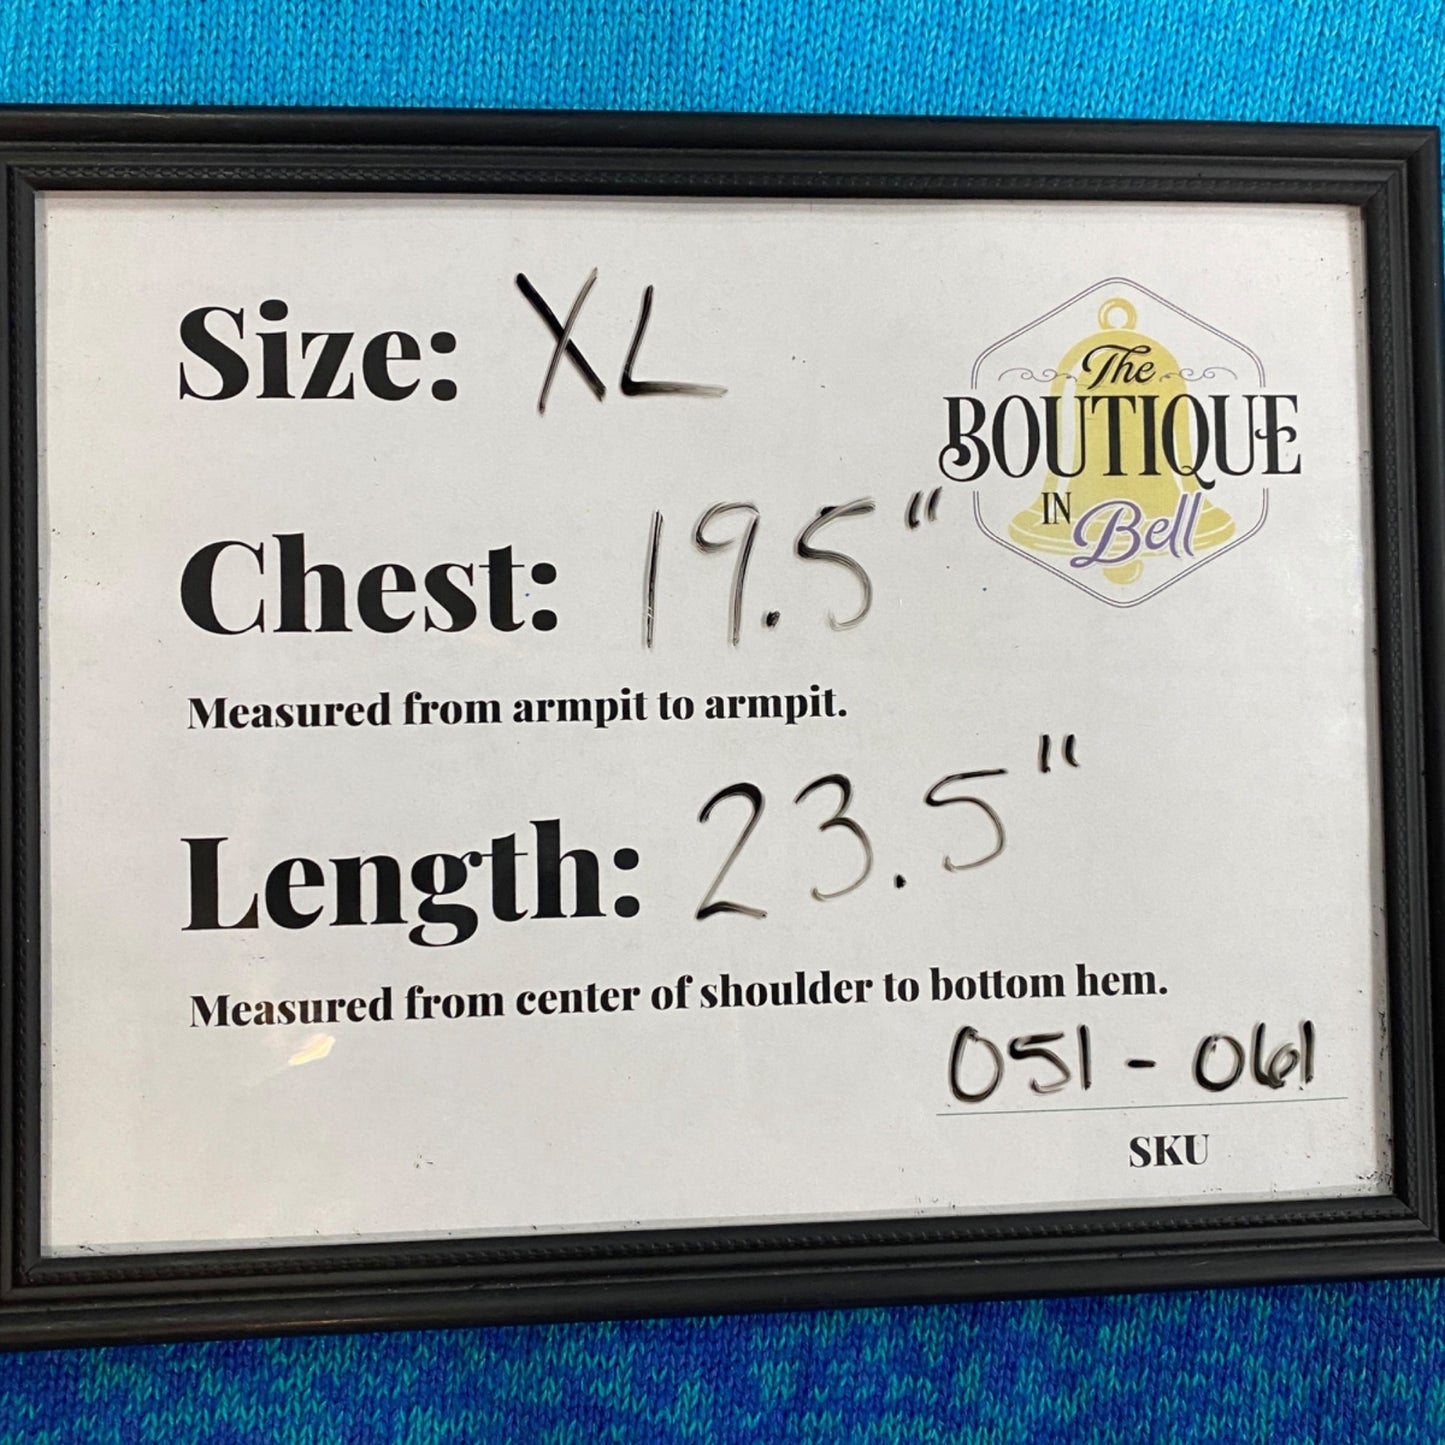 Size: XL
The
BOUTIQUE
IN Bell
Chest: 19.5"
Measured from armpit to armpit.
Length: 23.5"
Measured from center of shoulder to bottom hem.
051-061
SKU